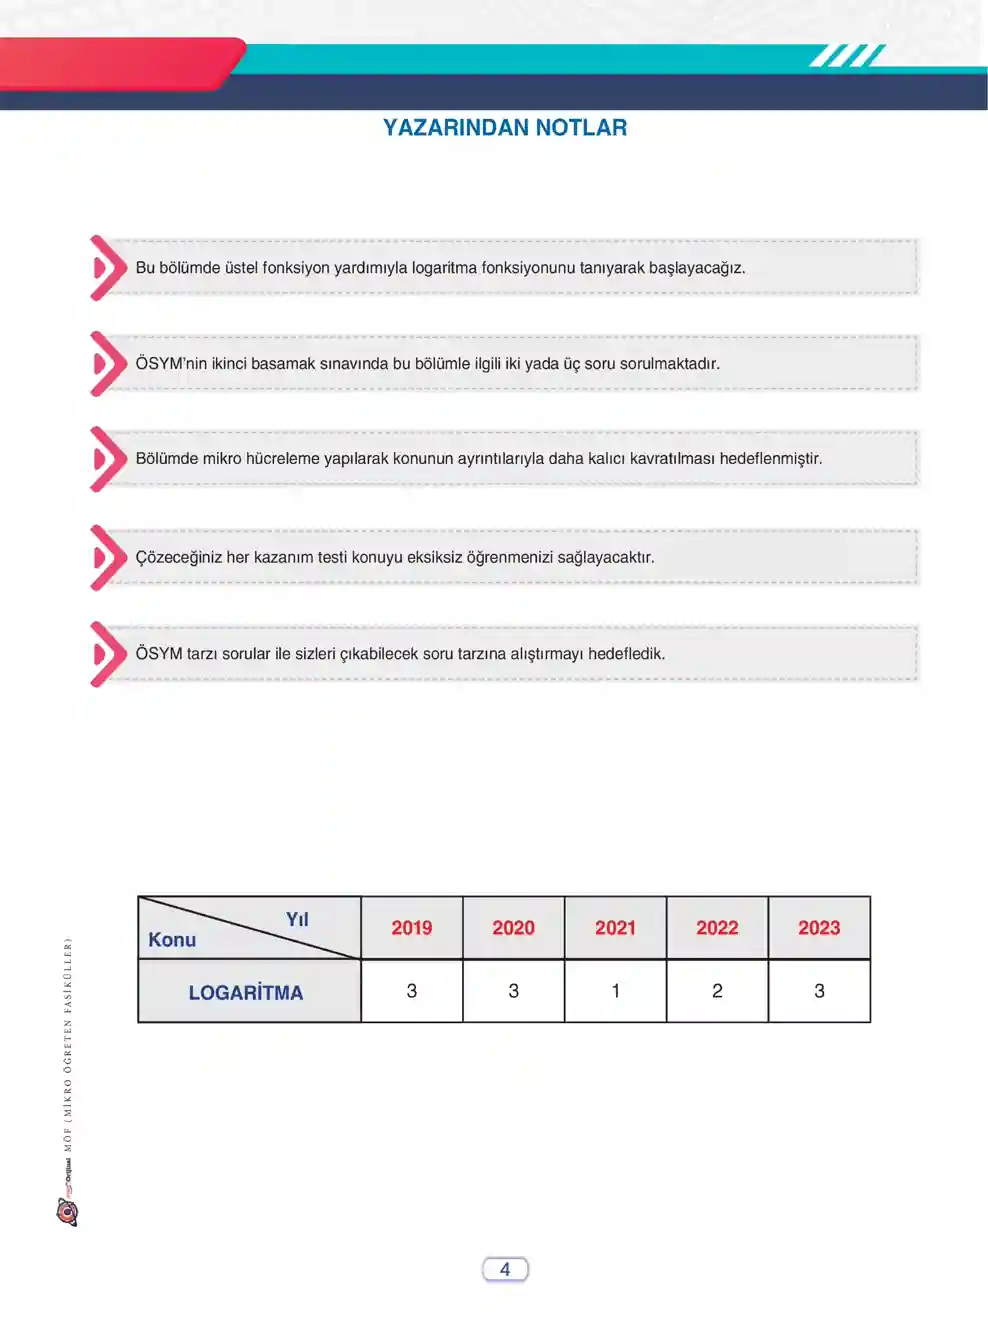 YAZARINDAN NOTLAR
Bu bölümde üstel fonksiyon yardımıyla logaritma fonksiyonunu tanıyarak başlayacağız.
ÖSYM'nin ikinci basamak sınavında bu bölümle ilgili iki yada üç soru sorulmaktadır.
Bölümde mikro hücreleme yapılarak konunun ayrıntılarıyla daha kalıcı kavratılması hedeflenmiştir.
Çözeceğiniz her kazanım testi konuyu eksiksiz öğrenmenizi sağlayacaktır.
ÖSYM tarzı sorular ile sizleri çıkabilecek soru tarzına alıştırmayı hedefledik.
Konu Yıl 2019 2020 2021 2022 2023
LOGARİTMA 3 3 1 2 3
Orijinal MÖF (MİKRO ÖĞRETEN FASİKÜLLER)
4